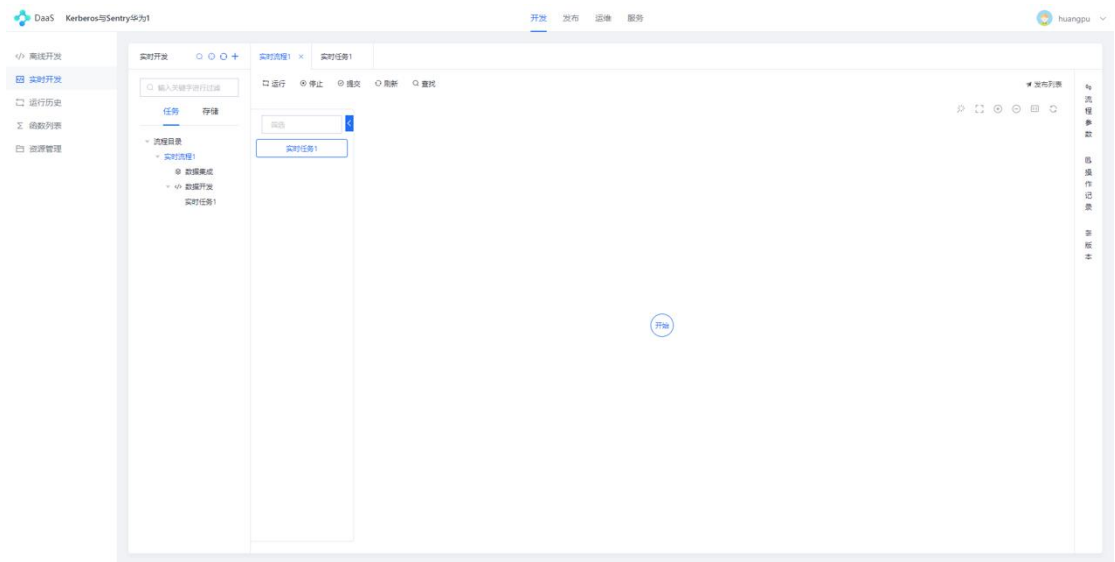 DaaS Kerberos与Sentry华为1
开发 发布 运维 服务
huangpu
离线开发
实时开发
运行历史
函数列表
资源管理
实时开发
实时流程1 × 实时任务1
输入关键字进行过滤
任务 存储
流程目录
实时流程1
数据集成
数据开发
实时任务1
运行 停止 提交 刷新 查找
发布列表
筛选
实时任务1
开始
流程参数
操作记录
版本